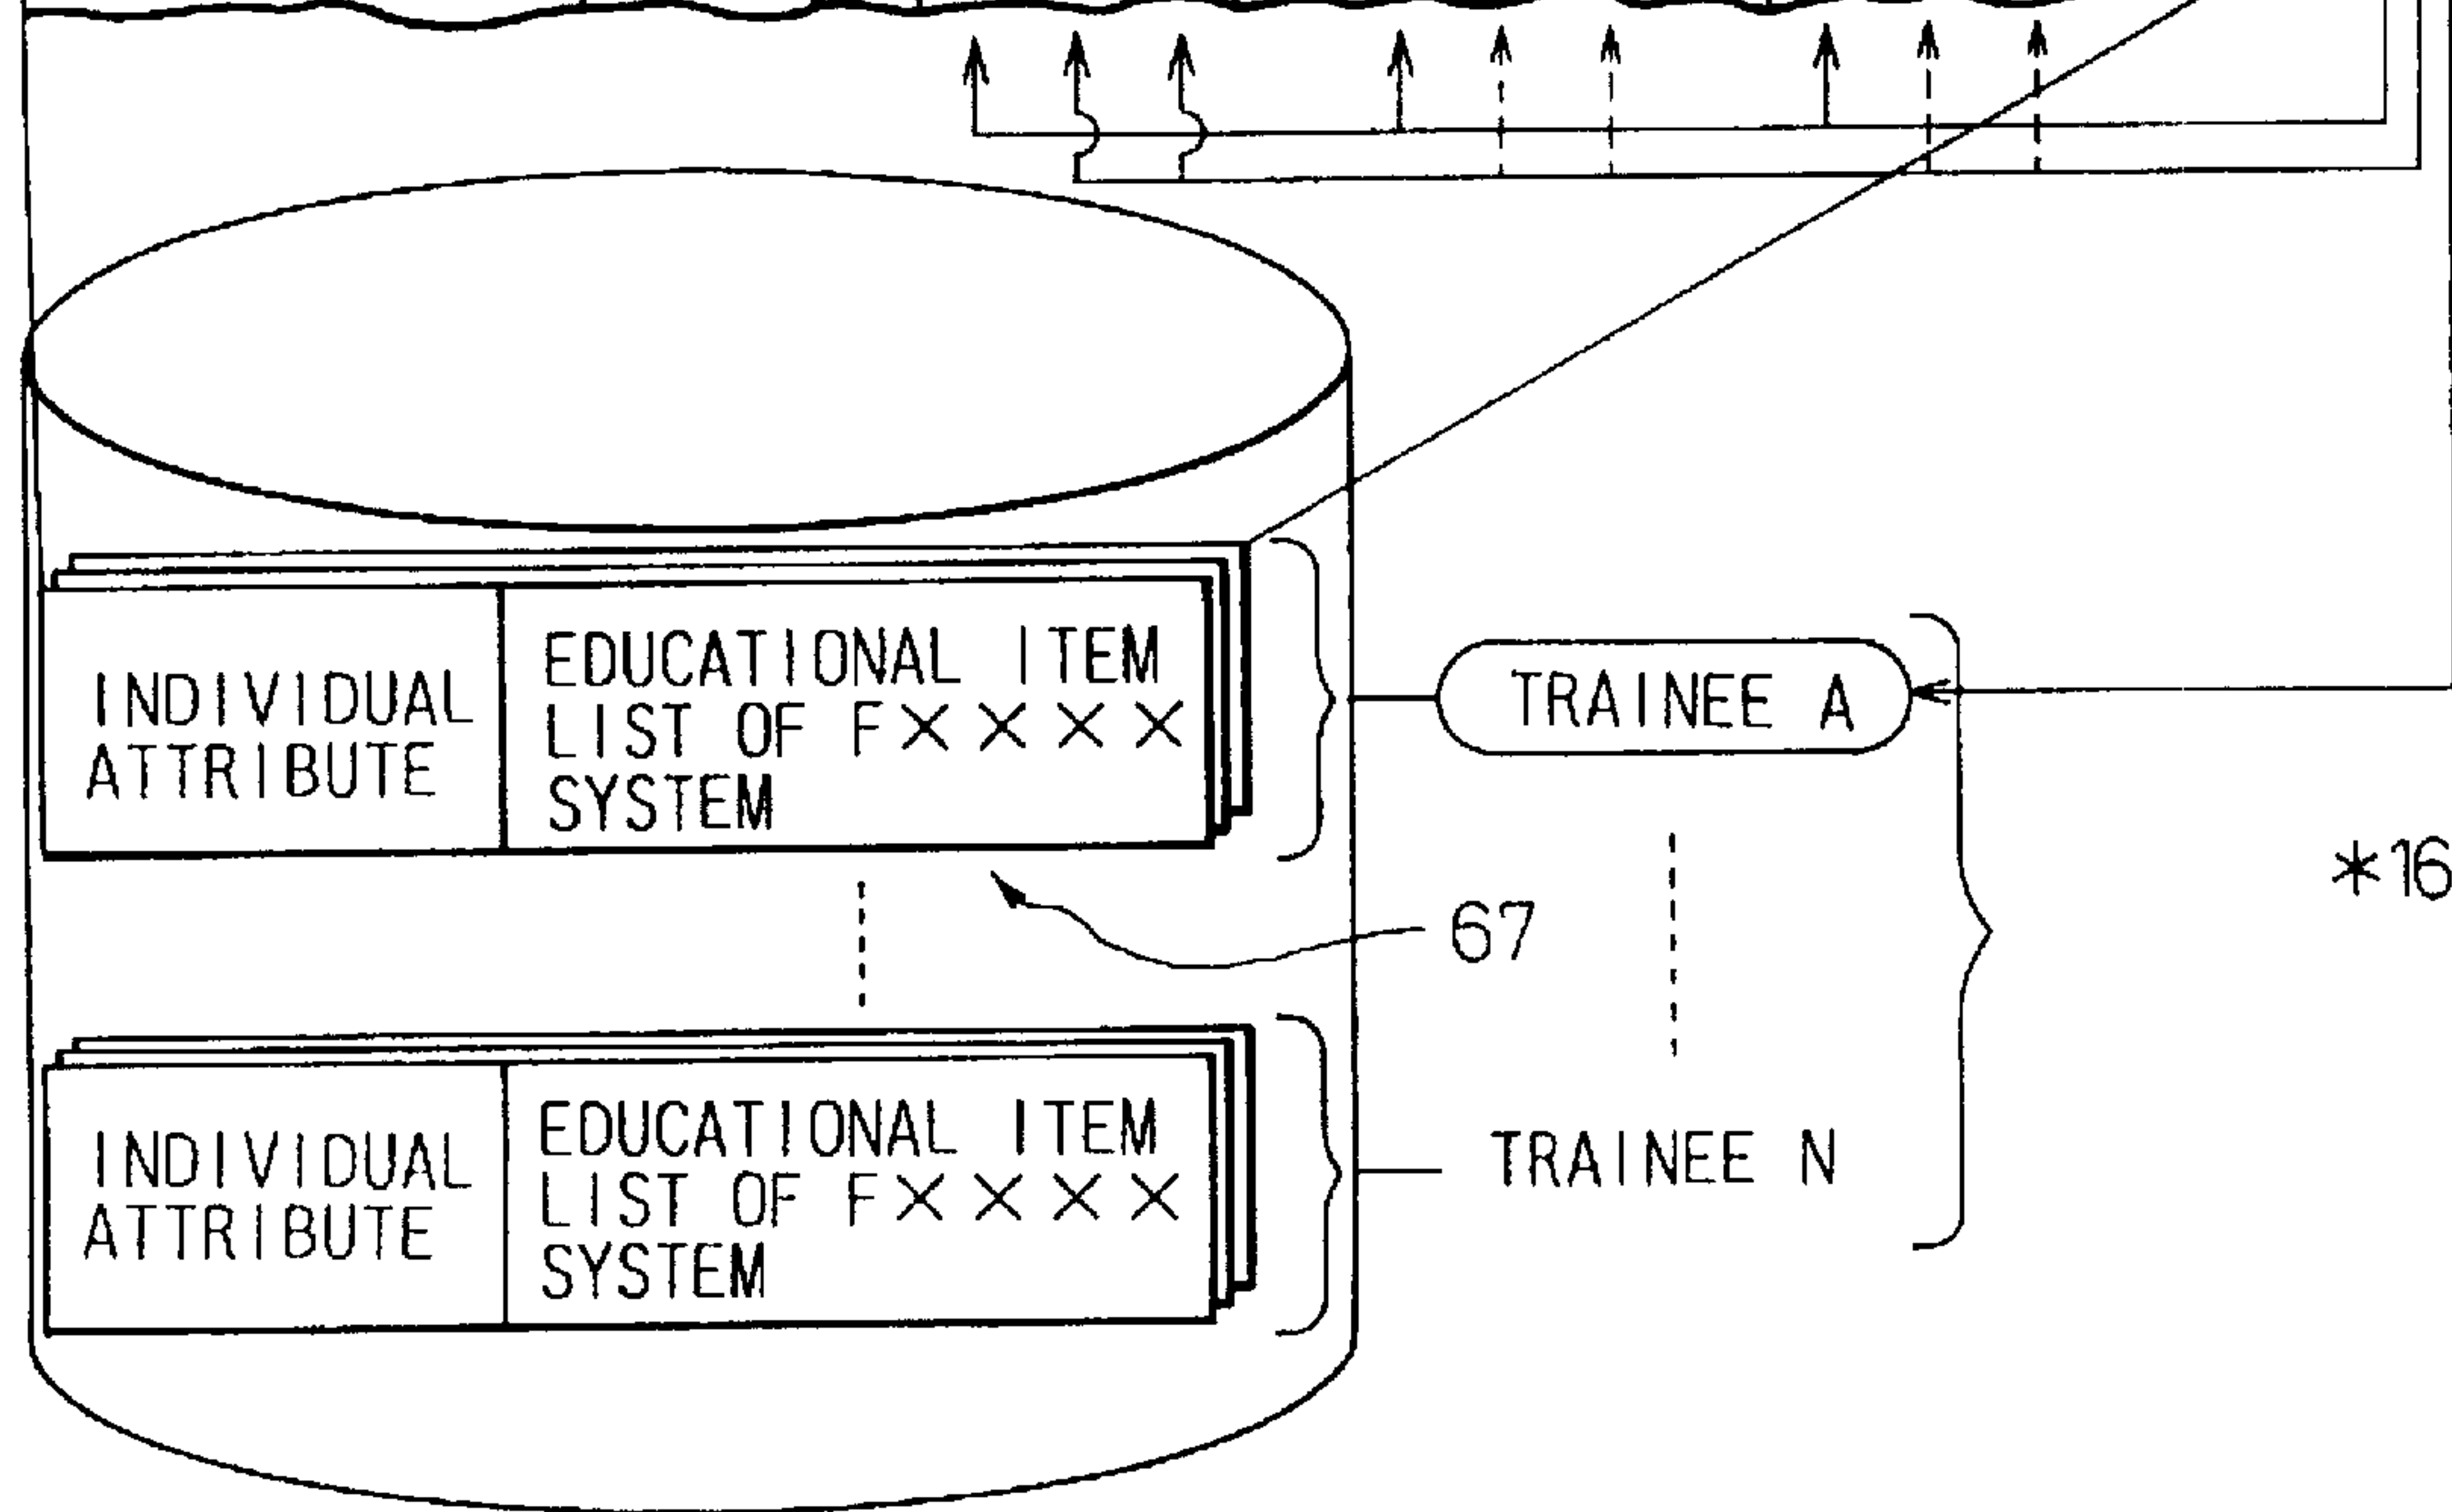 INDIVIDUAL
ATTRIBUTE
EDUCATIONAL ITEM
LIST OF F××××
SYSTEM
TRAINEE A
*16
67
INDIVIDUAL
ATTRIBUTE
EDUCATIONAL ITEM
LIST OF F××××
SYSTEM
TRAINEE N